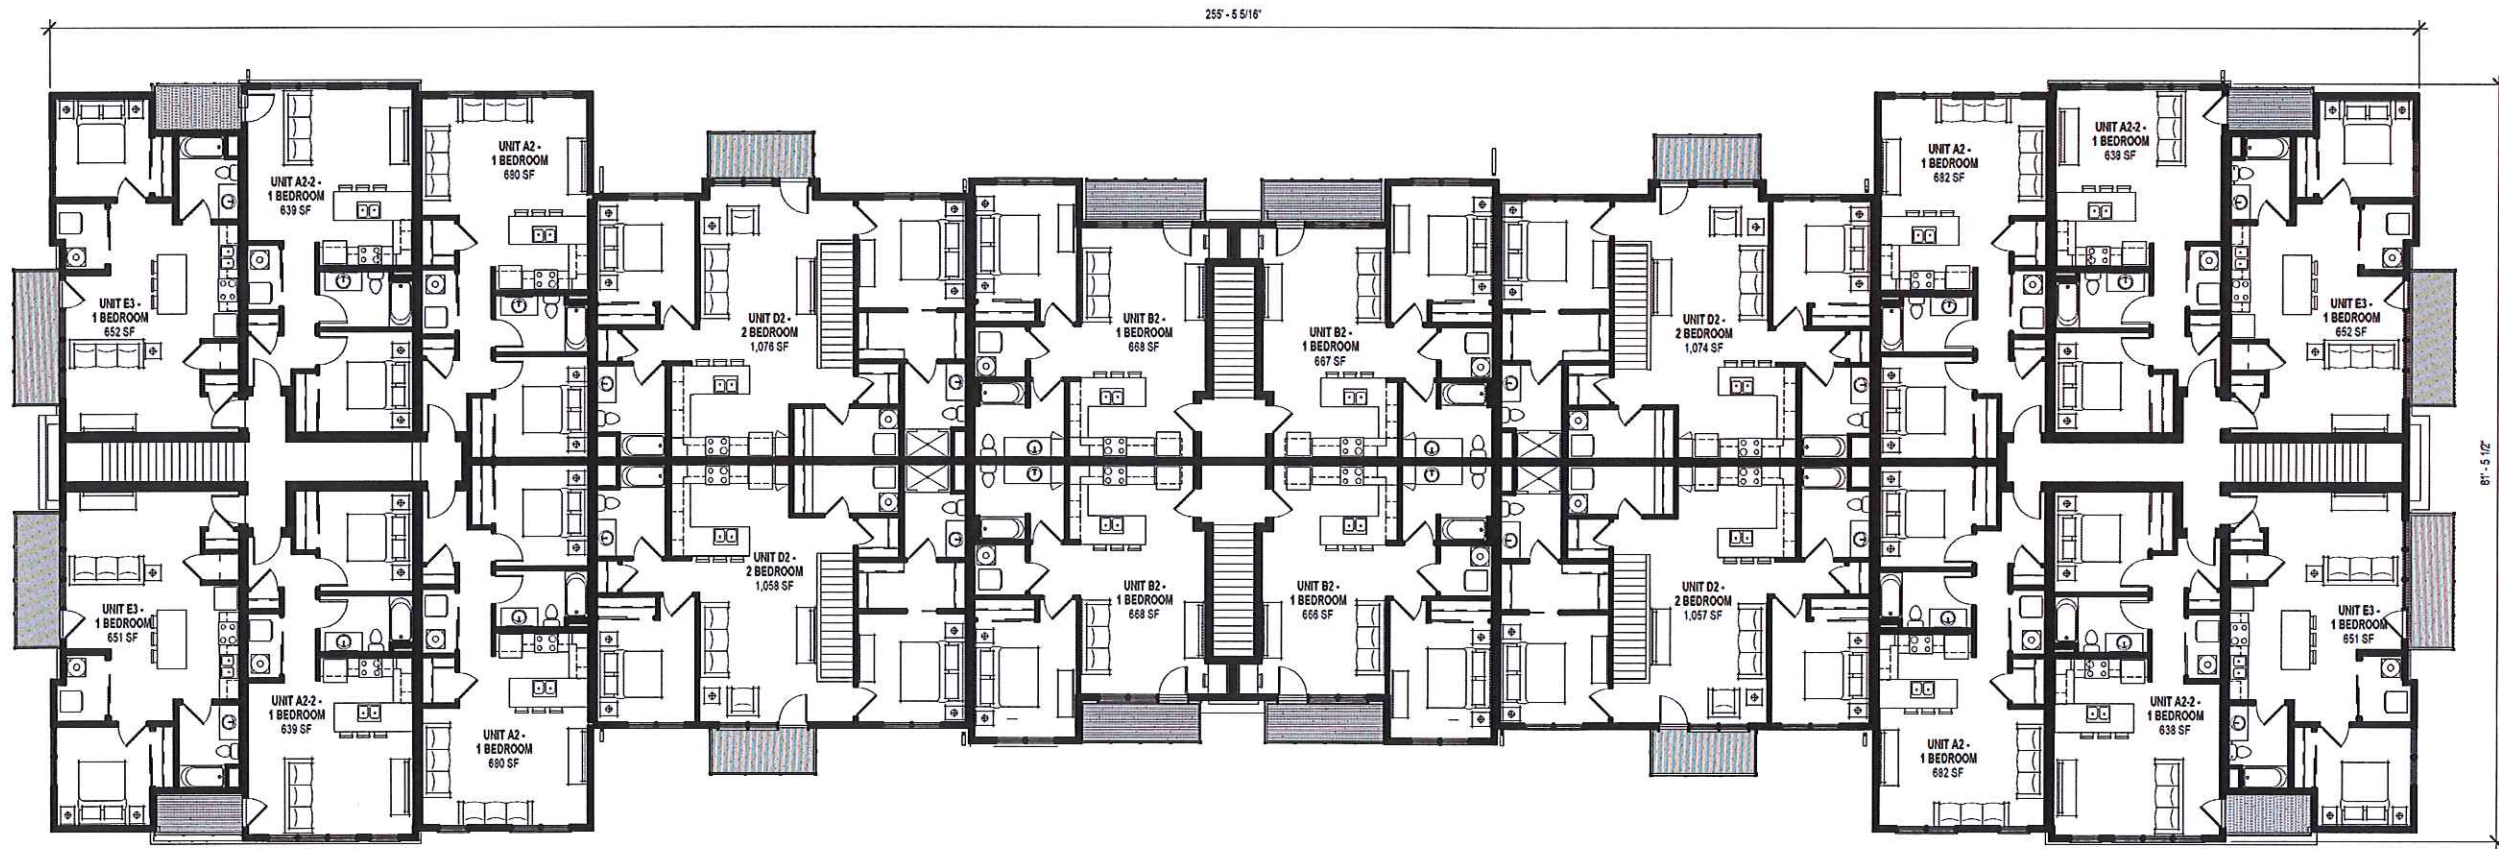 255' - 5 5/16"
UNIT A2-2 -
1 BEDROOM
639 SF
UNIT A2 -
1 BEDROOM
680 SF
UNIT A2 -
1 BEDROOM
682 SF
UNIT A2-2 -
1 BEDROOM
638 SF
UNIT E3 -
1 BEDROOM
652 SF
UNIT D2 -
2 BEDROOM
1,076 SF
UNIT B2 -
1 BEDROOM
668 SF
UNIT B2 -
1 BEDROOM
667 SF
UNIT D2 -
2 BEDROOM
1,074 SF
UNIT E3 -
1 BEDROOM
652 SF
81' - 5 1/2"
UNIT E3 -
1 BEDROOM
651 SF
UNIT D2 -
2 BEDROOM
1,058 SF
UNIT B2 -
1 BEDROOM
668 SF
UNIT B2 -
1 BEDROOM
666 SF
UNIT D2 -
2 BEDROOM
1,057 SF
UNIT E3 -
1 BEDROOM
651 SF
UNIT A2-2 -
1 BEDROOM
639 SF
UNIT A2 -
1 BEDROOM
680 SF
UNIT A2 -
1 BEDROOM
682 SF
UNIT A2-2 -
1 BEDROOM
638 SF